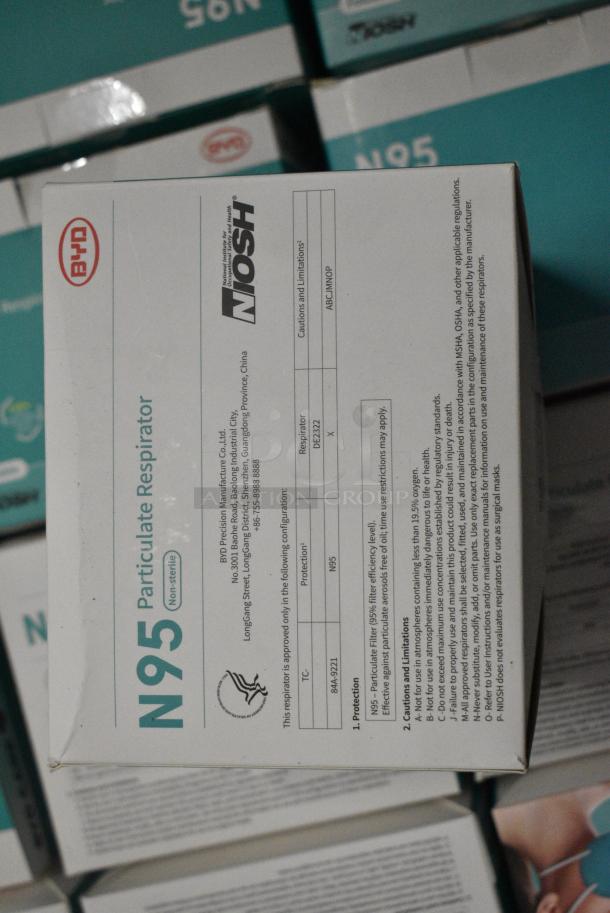 BYD
N95 Particulate Respirator
Non-sterile
BYD Precision Manufacture Co.,Ltd.
No.3001 Baohe Road, Baolong Industrial City,
LongGang Street, LongGang District, Shenzhen, Guangdong Province, China
+86-755-8988 8888
National Institute for
Occupational Safety and Health
NIOSH®
This respirator is approved only in the following configuration:
TC- Protection¹ Respirator Cautions and Limitations²
DE2322
84A-9221 N95 X ABCJMNOP
1. Protection
N95 – Particulate Filter (95% filter efficiency level).
Effective against particulate aerosols free of oil; time use restrictions may apply.
2. Cautions and Limitations
A- Not for use in atmospheres containing less than 19.5% oxygen.
B- Not for use in atmospheres immediately dangerous to life or health.
C-Do not exceed maximum use concentrations established by regulatory standards.
J-Failure to properly use and maintain this product could result in injury or death.
M-All approved respirators shall be selected, fitted, used, and maintained in accordance with MSHA, OSHA, and other applicable regulations.
N-Never substitute, modify, add, or omit parts. Use only exact replacement parts in the configuration as specified by the manufacturer.
O- Refer to User Instructions and/or maintenance manuals for information on use and maintenance of these respirators.
P- NIOSH does not evaluate respirators for use as surgical masks.
AUCTION GROUP
N95
NIOSH
BYD
N95
Respir
NIOSH
N